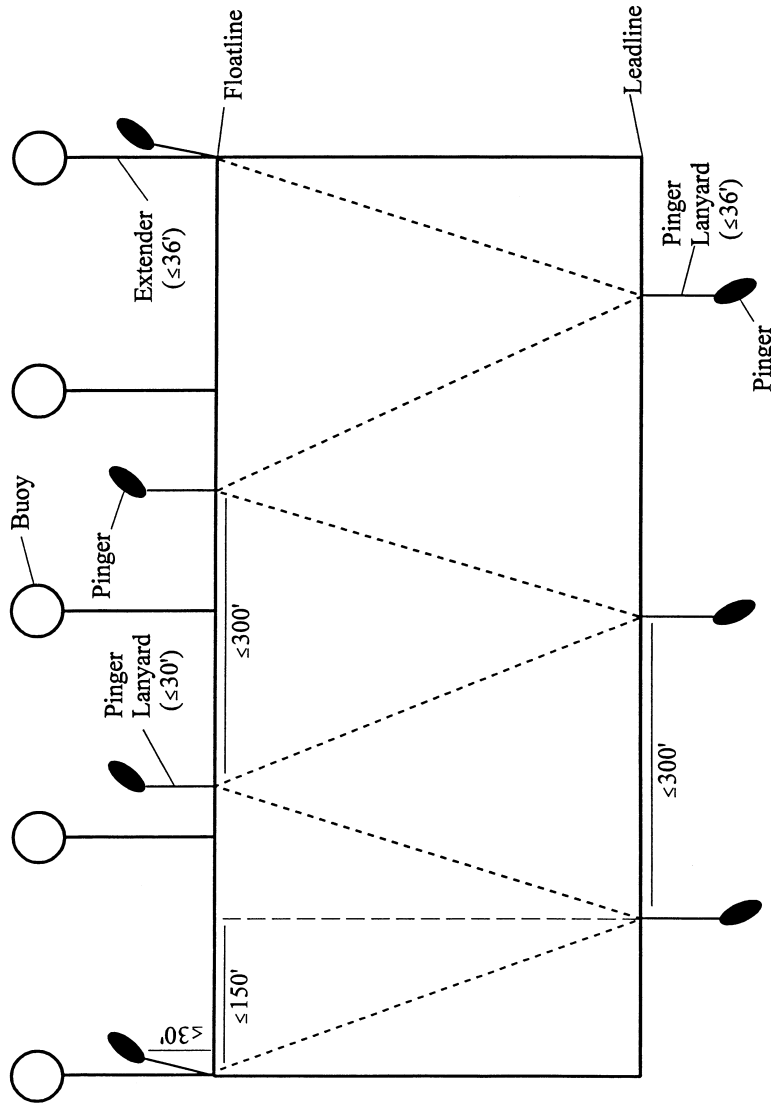 Buoy
Pinger
Extender
(≤36')
Pinger
Lanyard
(≤30')
Floatline
≤30'
≤150'
≤300'
≤300'
Leadline
Pinger
Lanyard
(≤36')
Pinger